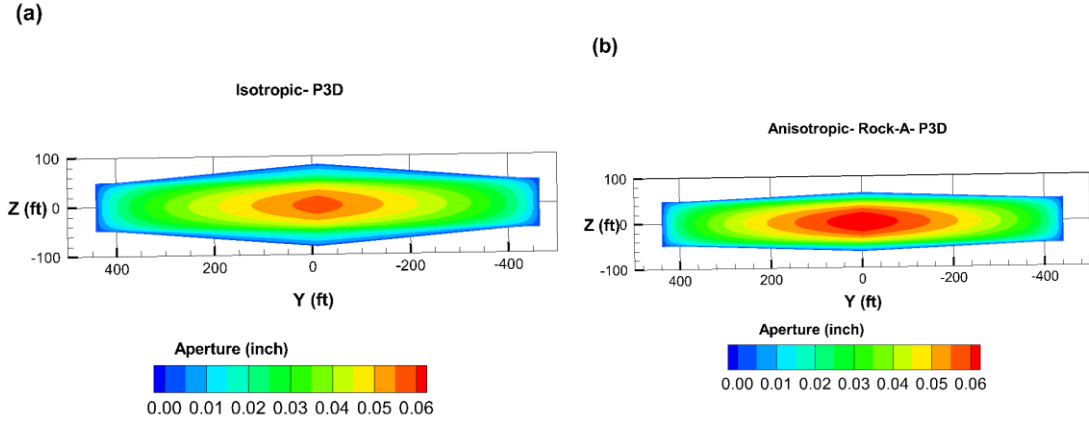 (a)
Isotropic- P3D
100
Z (ft)
0
-100
400
200
0
-200
-400
Y (ft)
Aperture (inch)
0.00 0.01 0.02 0.03 0.04 0.05 0.06
(b)
Anisotropic- Rock-A- P3D
100
Z (ft)
0
-100
400
200
0
-200
-400
Y (ft)
Aperture (inch)
0.00 0.01 0.02 0.03 0.04 0.05 0.06